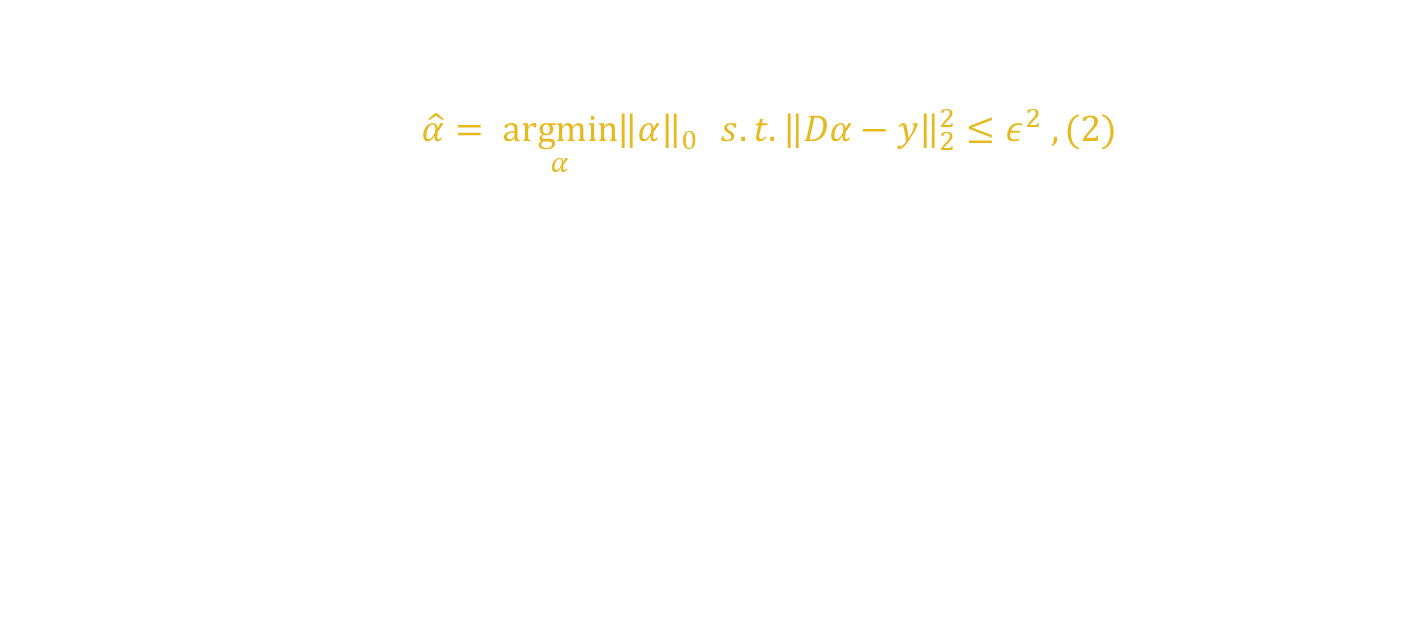 α̂ = argmin‖α‖₀ s.t. ‖Dα − y‖₂² ≤ ϵ² , (2)
α